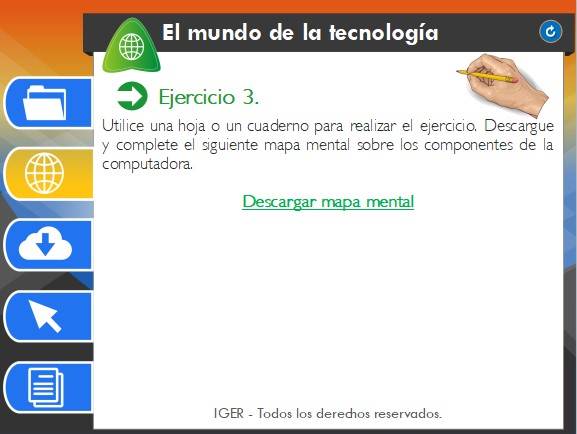 El mundo de la tecnología
Ejercicio 3.
Utilice una hoja o un cuaderno para realizar el ejercicio. Descargue
y complete el siguiente mapa mental sobre los componentes de la
computadora.
Descargar mapa mental
IGER - Todos los derechos reservados.